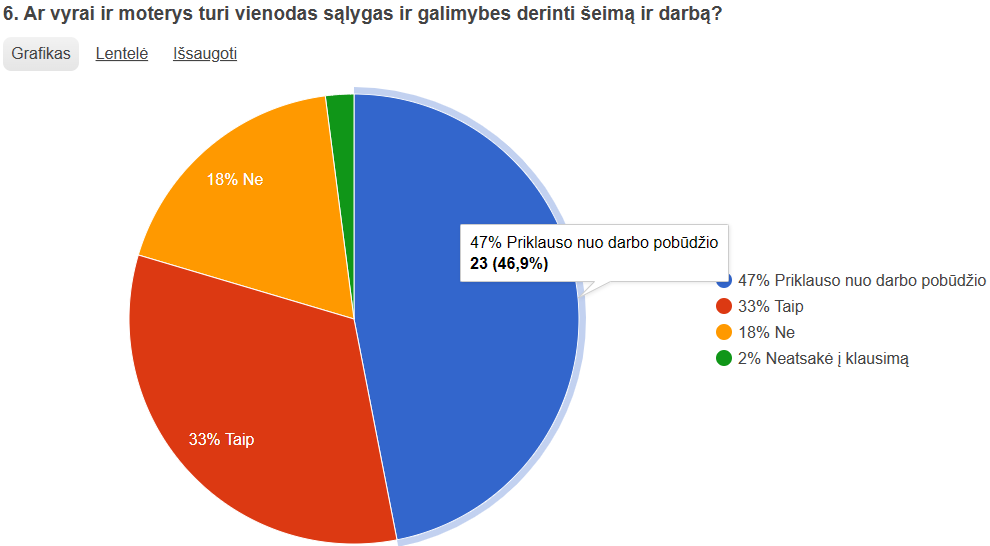 6. Ar vyrai ir moterys turi vienodas sąlygas ir galimybes derinti šeimą ir darbą?
Grafikas Lentelė Išsaugoti
18% Ne
47% Priklauso nuo darbo pobūdžio
23 (46,9%)
47% Priklauso nuo darbo pobūdžio
33% Taip
18% Ne
2% Neatsakė į klausimą
33% Taip